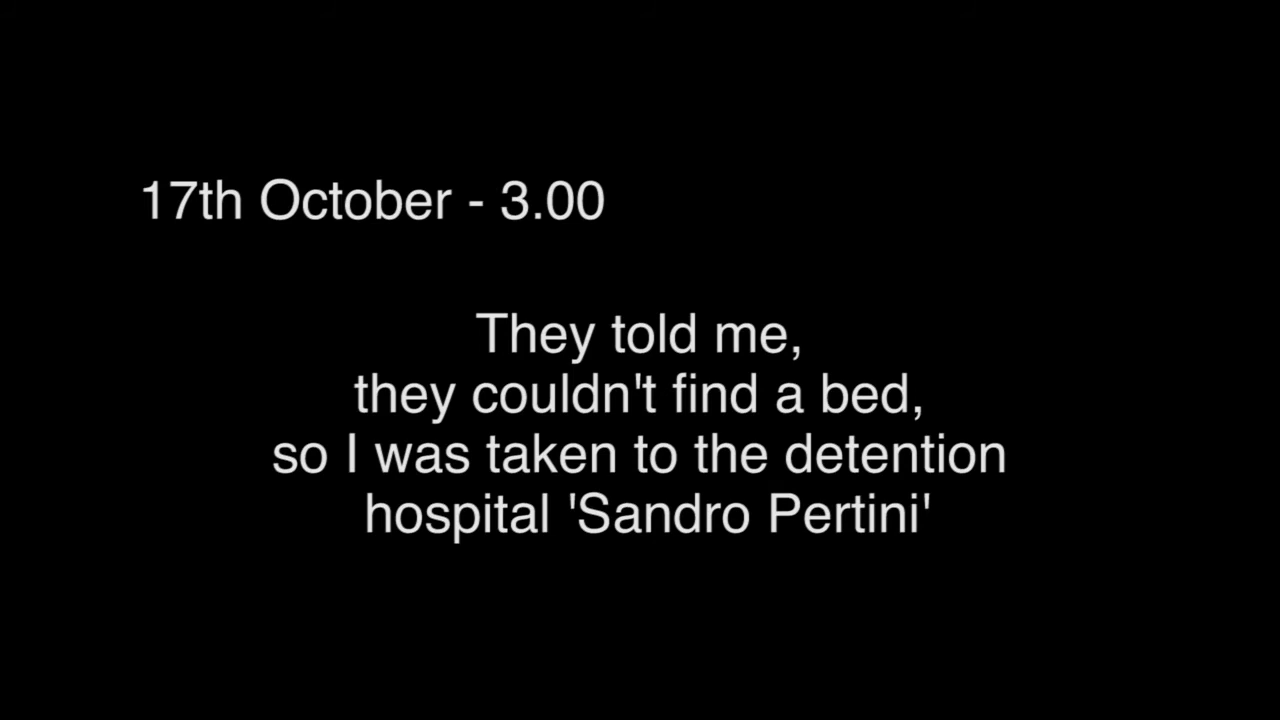 17th October - 3.00
They told me,
they couldn't find a bed,
so I was taken to the detention
hospital 'Sandro Pertini'